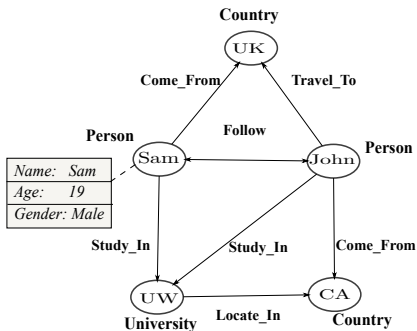 Country
UK
Come_From
Travel_To
Person
Follow
Sam
John
Person
Name: Sam
Age: 19
Gender: Male
Study_In
Study_In
Come_From
UW
CA
Locate_In
University
Country